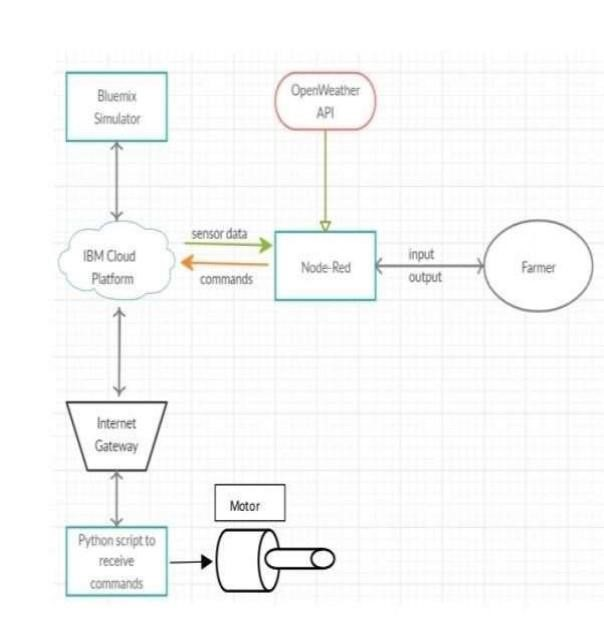 Bluemix
Simulator
OpenWeather
API
IBM Cloud
Platform
sensor data
commands
Node-Red
input
output
Farmer
Internet
Gateway
Motor
Python script to
receive
commands